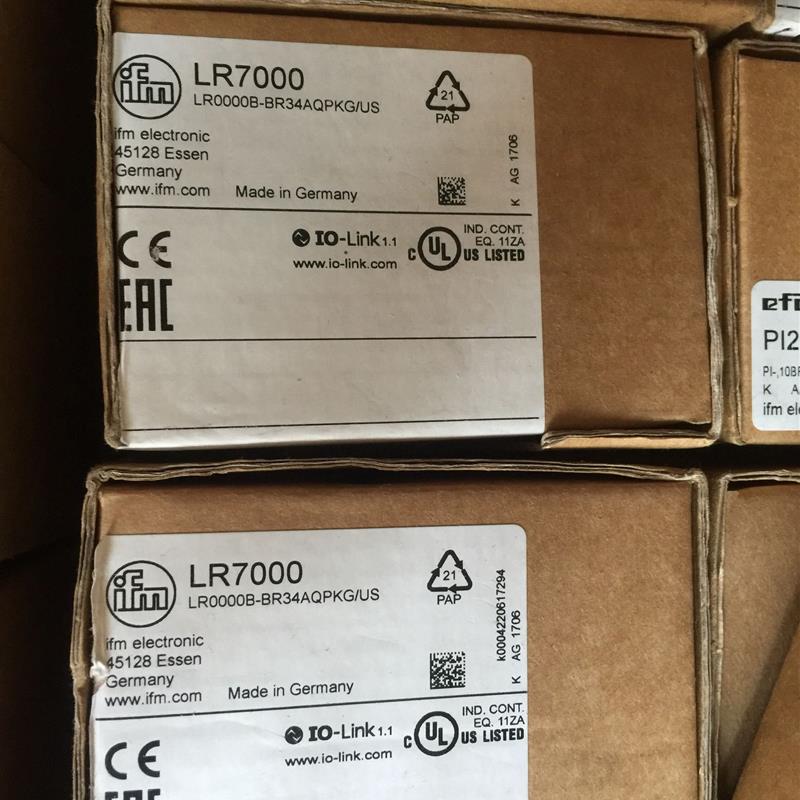 ifm
LR7000
LR0000B-BR34AQPKG/US
ifm electronic
45128 Essen
Germany
www.ifm.com
Made in Germany
21
PAP
K AG 1706
CE
EAC
IO-Link 1.1
www.io-link.com
C UL US LISTED
IND. CONT.
EQ. 11ZA
PI2
K A
ifm
LR7000
LR0000B-BR34AQPKG/US
ifm electronic
45128 Essen
Germany
www.ifm.com
Made in Germany
21
PAP
k0004220617294
K AG 1706
CE
EAC
IO-Link 1.1
www.io-link.com
C UL US LISTED
IND. CONT.
EQ. 11ZA